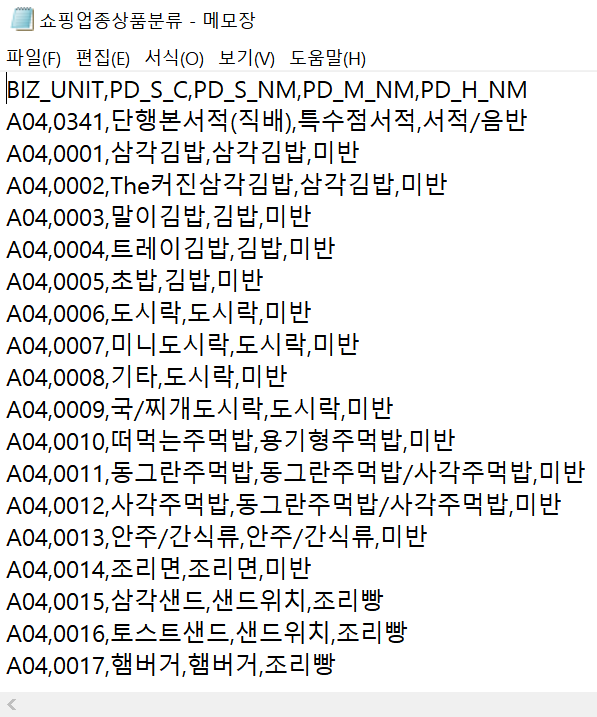 쇼핑업종상품분류 - 메모장
파일(F) 편집(E) 서식(O) 보기(V) 도움말(H)
BIZ_UNIT,PD_S_C,PD_S_NM,PD_M_NM,PD_H_NM
A04,0341,단행본서적(직배),특수점서적,서적/음반
A04,0001,삼각김밥,삼각김밥,미반
A04,0002,The커진삼각김밥,삼각김밥,미반
A04,0003,말이김밥,김밥,미반
A04,0004,트레이김밥,김밥,미반
A04,0005,초밥,김밥,미반
A04,0006,도시락,도시락,미반
A04,0007,미니도시락,도시락,미반
A04,0008,기타,도시락,미반
A04,0009,국/찌개도시락,도시락,미반
A04,0010,떠먹는주먹밥,용기형주먹밥,미반
A04,0011,동그란주먹밥,동그란주먹밥/사각주먹밥,미반
A04,0012,사각주먹밥,동그란주먹밥/사각주먹밥,미반
A04,0013,안주/간식류,안주/간식류,미반
A04,0014,조리면,조리면,미반
A04,0015,삼각샌드,샌드위치,조리빵
A04,0016,토스트샌드,샌드위치,조리빵
A04,0017,햄버거,햄버거,조리빵